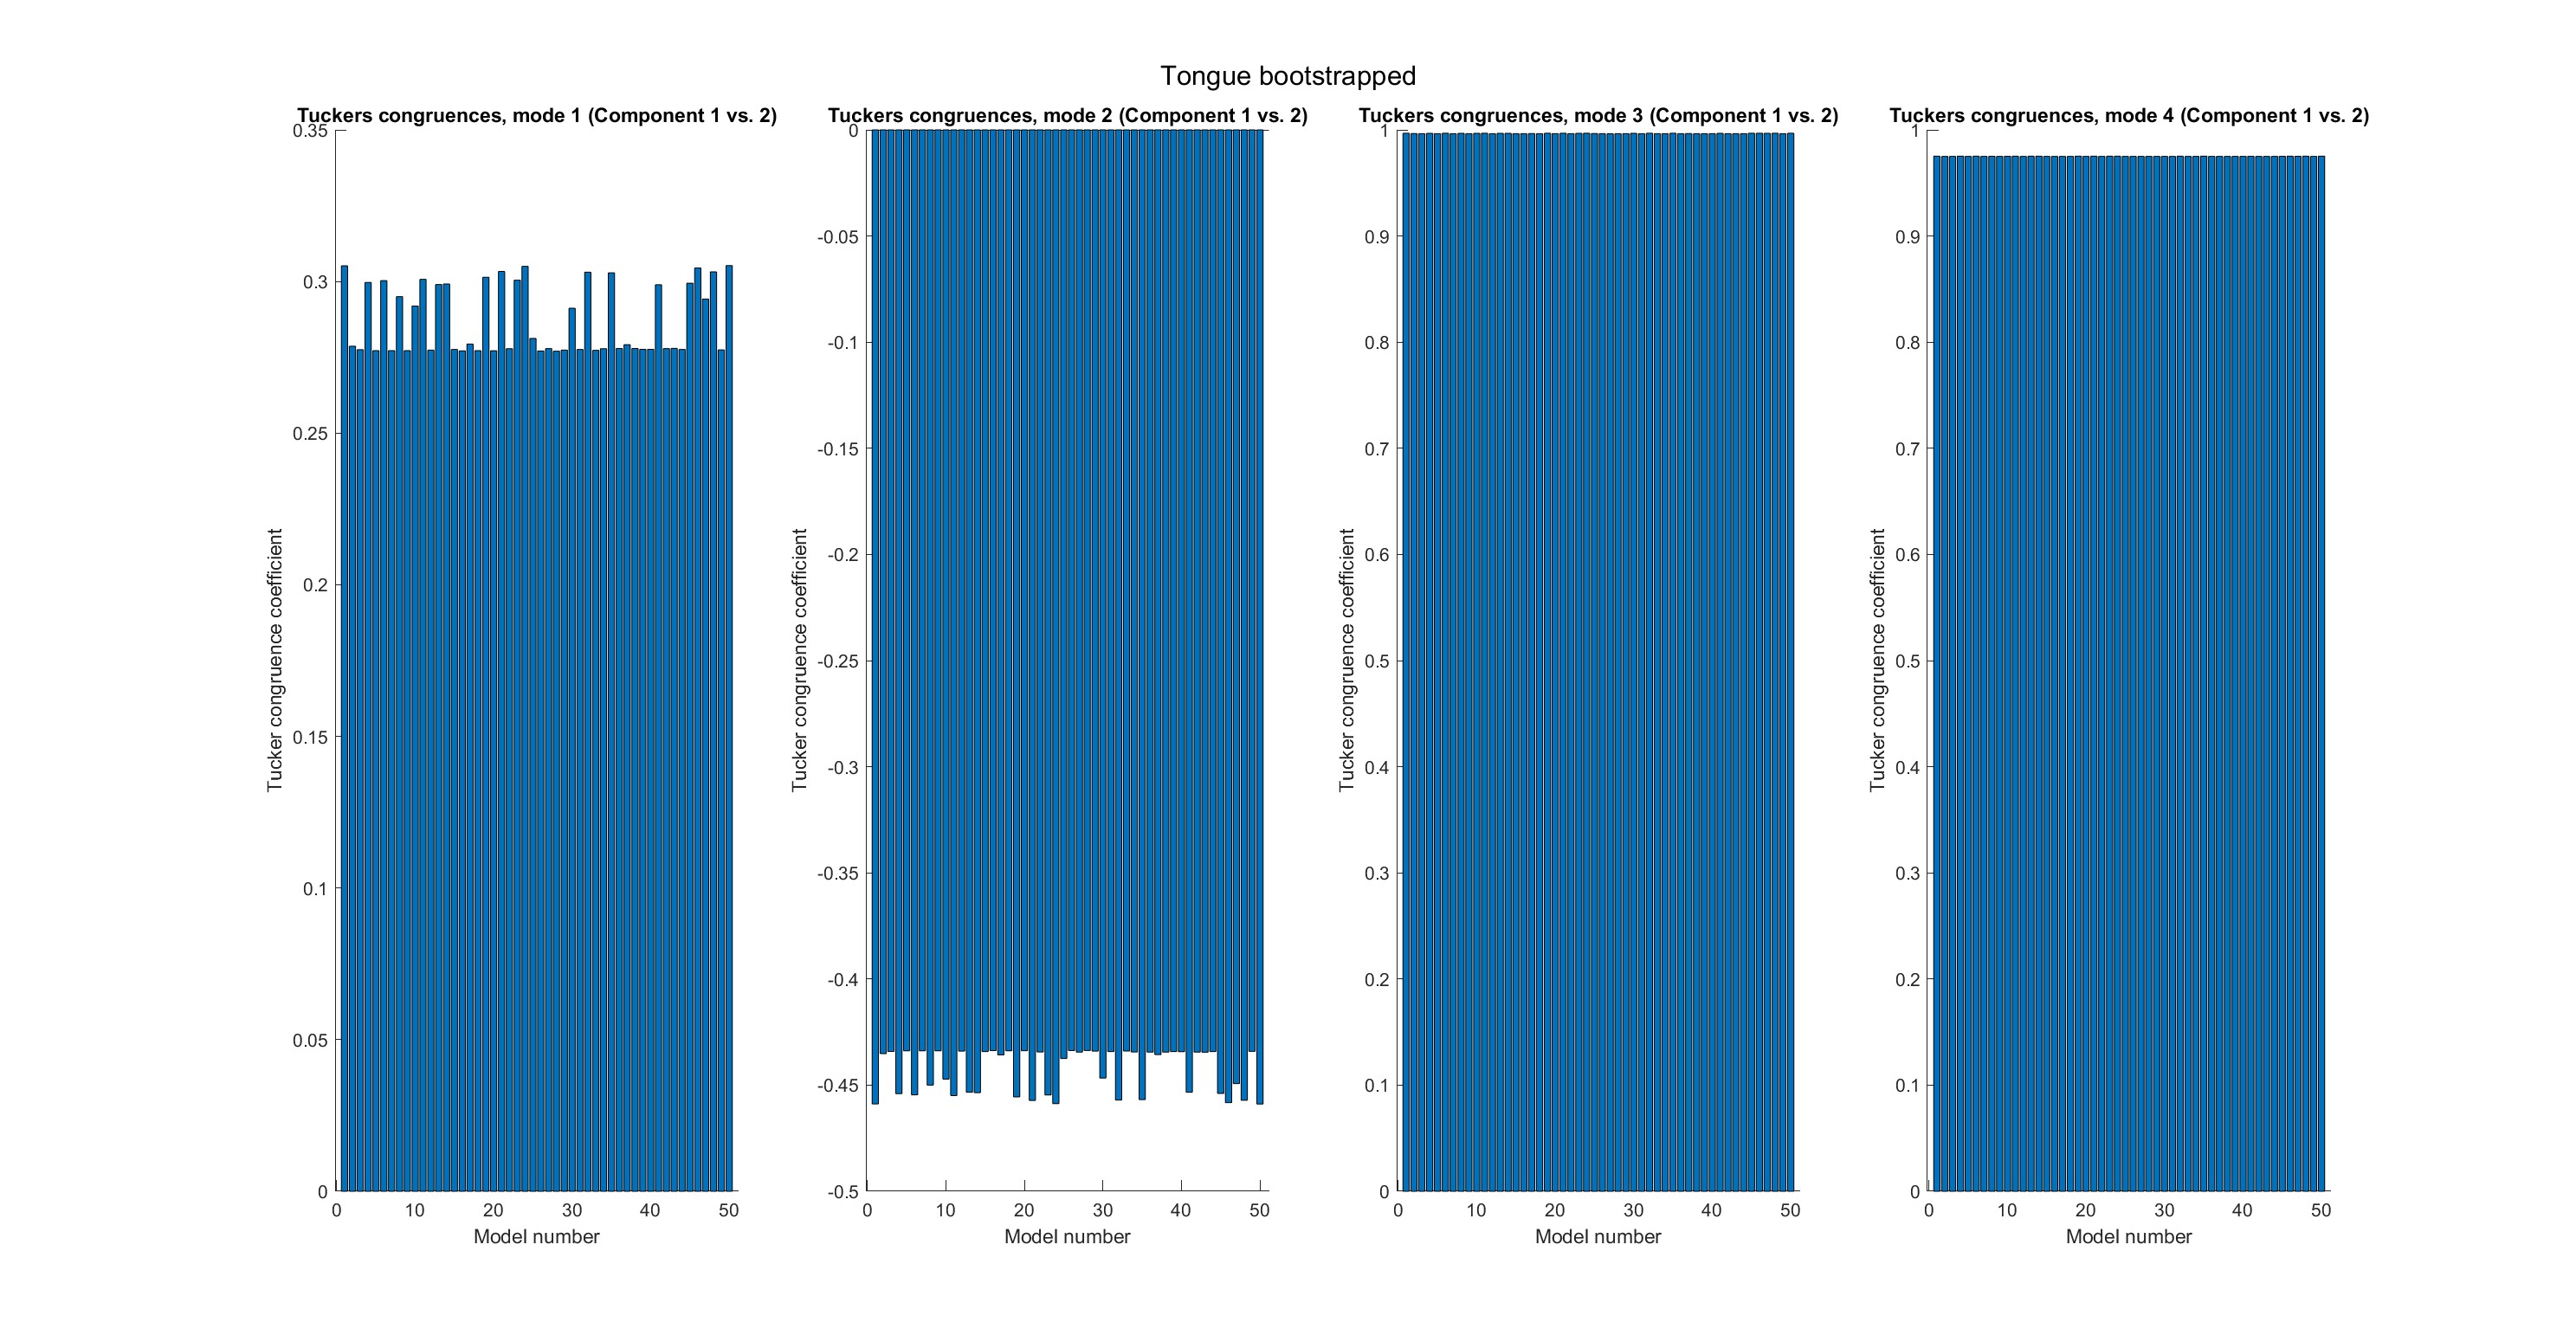 Tongue bootstrapped
Tuckers congruences, mode 1 (Component 1 vs. 2)
0.35
0.3
0.25
0.2
0.15
0.1
0.05
0
Tucker congruence coefficient
0 10 20 30 40 50
Model number
Tuckers congruences, mode 2 (Component 1 vs. 2)
0
-0.05
-0.1
-0.15
-0.2
-0.25
-0.3
-0.35
-0.4
-0.45
-0.5
Tucker congruence coefficient
0 10 20 30 40 50
Model number
Tuckers congruences, mode 3 (Component 1 vs. 2)
1
0.9
0.8
0.7
0.6
0.5
0.4
0.3
0.2
0.1
0
Tucker congruence coefficient
0 10 20 30 40 50
Model number
Tuckers congruences, mode 4 (Component 1 vs. 2)
1
0.9
0.8
0.7
0.6
0.5
0.4
0.3
0.2
0.1
0
Tucker congruence coefficient
0 10 20 30 40 50
Model number